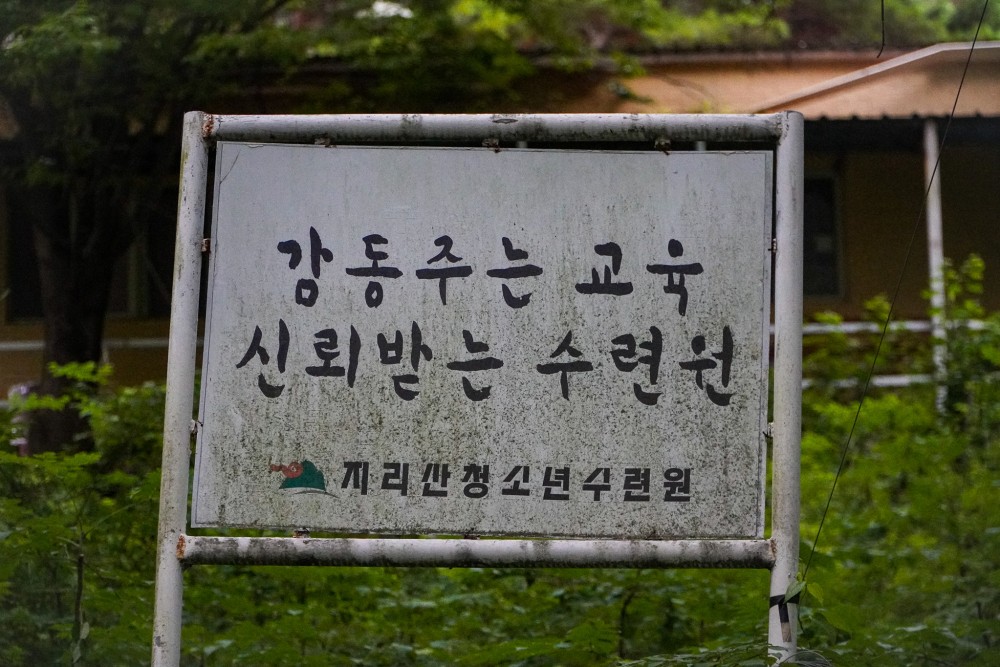 감동주는 교육
신뢰받는 수련원
지리산청소년수련원